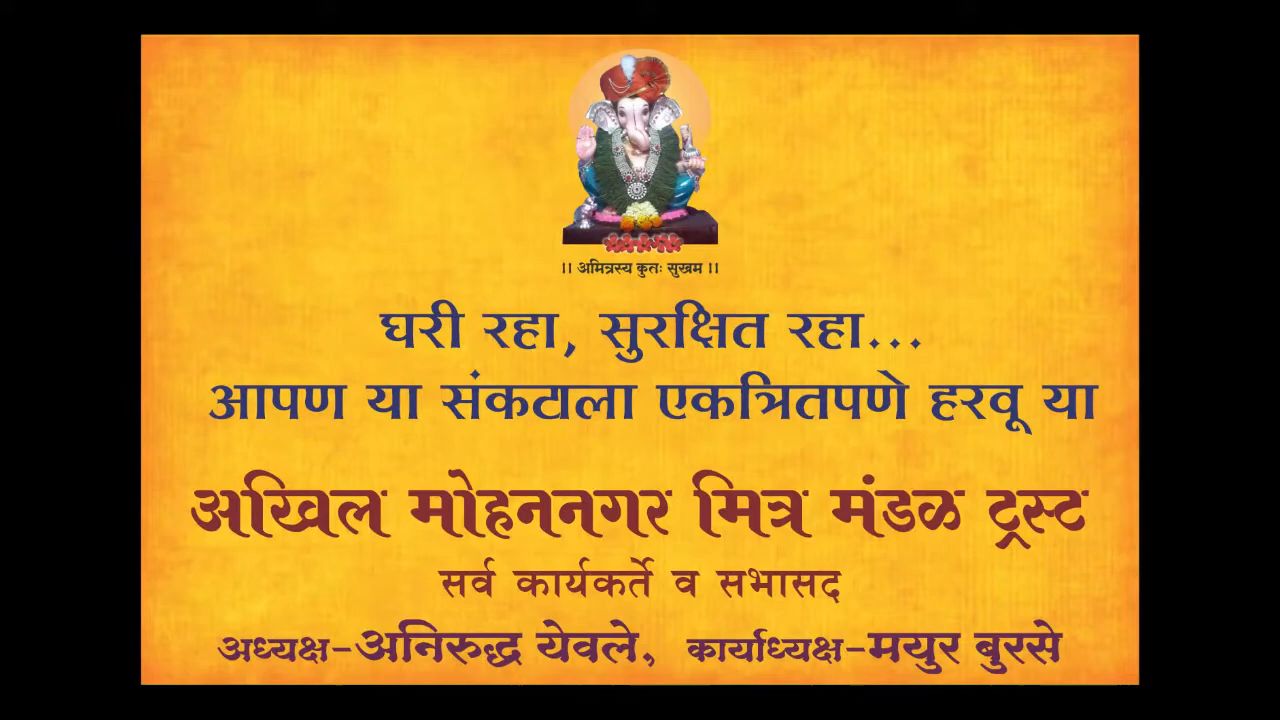 ।। अमित्रस्य कुतः सुखम ।।
घरी रहा, सुरक्षित रहा...
आपण या संकटाला एकत्रितपणे हरवू या
अखिल मोहननगर मित्र मंडळ ट्रस्ट
सर्व कार्यकर्ते व सभासद
अध्यक्ष-अनिरुद्ध येवले, कार्याध्यक्ष-मयुर बुरसे